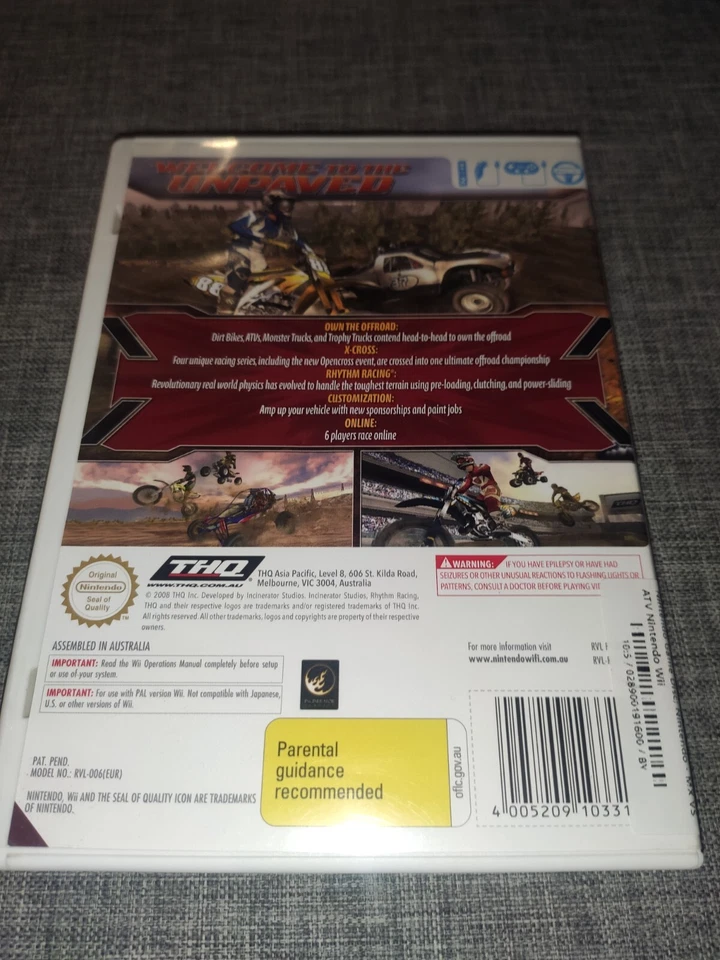 WELCOME TO THE
UNPAVED
OWN THE OFFROAD:
Dirt Bikes, ATVs, Monster Trucks, and Trophy Trucks contend head-to-head to own the offroad
X-CROSS:
Four unique racing series, including the new Opencross event, are crossed into one ultimate offroad championship
RHYTHM RACING™:
Revolutionary real world physics has evolved to handle the toughest terrain using pre-loading, clutching, and power-sliding
CUSTOMIZATION:
Amp up your vehicle with new sponsorships and paint jobs
ONLINE:
6 players race online
Original
Nintendo
Seal of
Quality
TM
THQ
WWW.THQ.COM.AU
THQ Asia Pacific, Level 8, 606 St. Kilda Road,
Melbourne, VIC 3004, Australia
© 2008 THQ Inc. Developed by Incinerator Studios. Incinerator Studios, Rhythm Racing,
THQ and their respective logos are trademarks and/or registered trademarks of THQ Inc.
All rights reserved. All other trademarks, logos and copyrights are property of their respective
owners.
WARNING: IF YOU HAVE EPILEPSY OR HAVE HAD
SEIZURES OR OTHER UNUSUAL REACTIONS TO FLASHING LIGHTS OR
PATTERNS, CONSULT A DOCTOR BEFORE PLAYING
ASSEMBLED IN AUSTRALIA
IMPORTANT: Read the Wii Operations Manual completely before setup
or use of your system.
IMPORTANT: For use with PAL version Wii. Not compatible with Japanese,
U.S. or other versions of Wii.
For more information visit
www.nintendowifi.com.au
RVL
RVL-
ATV Nintendo Wii
10:5 / 028900191600 / BV
PAT. PEND.
MODEL NO.: RVL-006(EUR)
NINTENDO, Wii AND THE SEAL OF QUALITY ICON ARE TRADEMARKS
OF NINTENDO.
Parental
guidance
recommended
oflc.gov.au
4 005209 10331